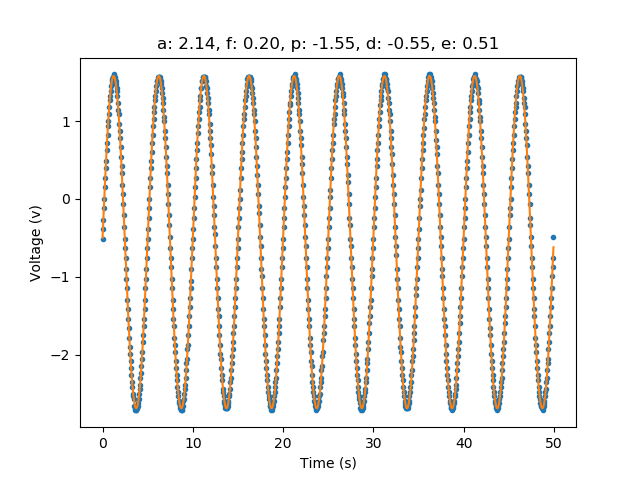 a: 2.14, f: 0.20, p: -1.55, d: -0.55, e: 0.51
1
0
−1
−2
Voltage (v)
0 10 20 30 40 50
Time (s)